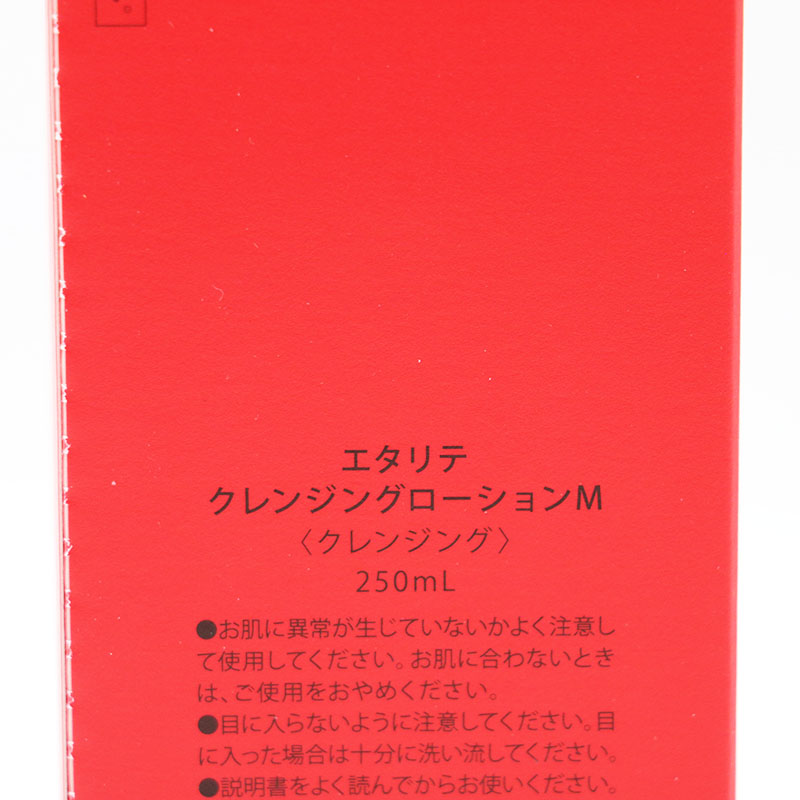 エタリテ
クレンジングローションM
〈クレンジング〉
250mL
●お肌に異常が生じていないかよく注意し
て使用してください。お肌に合わないとき
は、ご使用をおやめください。
●目に入らないように注意してください。目
に入った場合は十分に洗い流してください。
●説明書をよく読んでからお使いください。